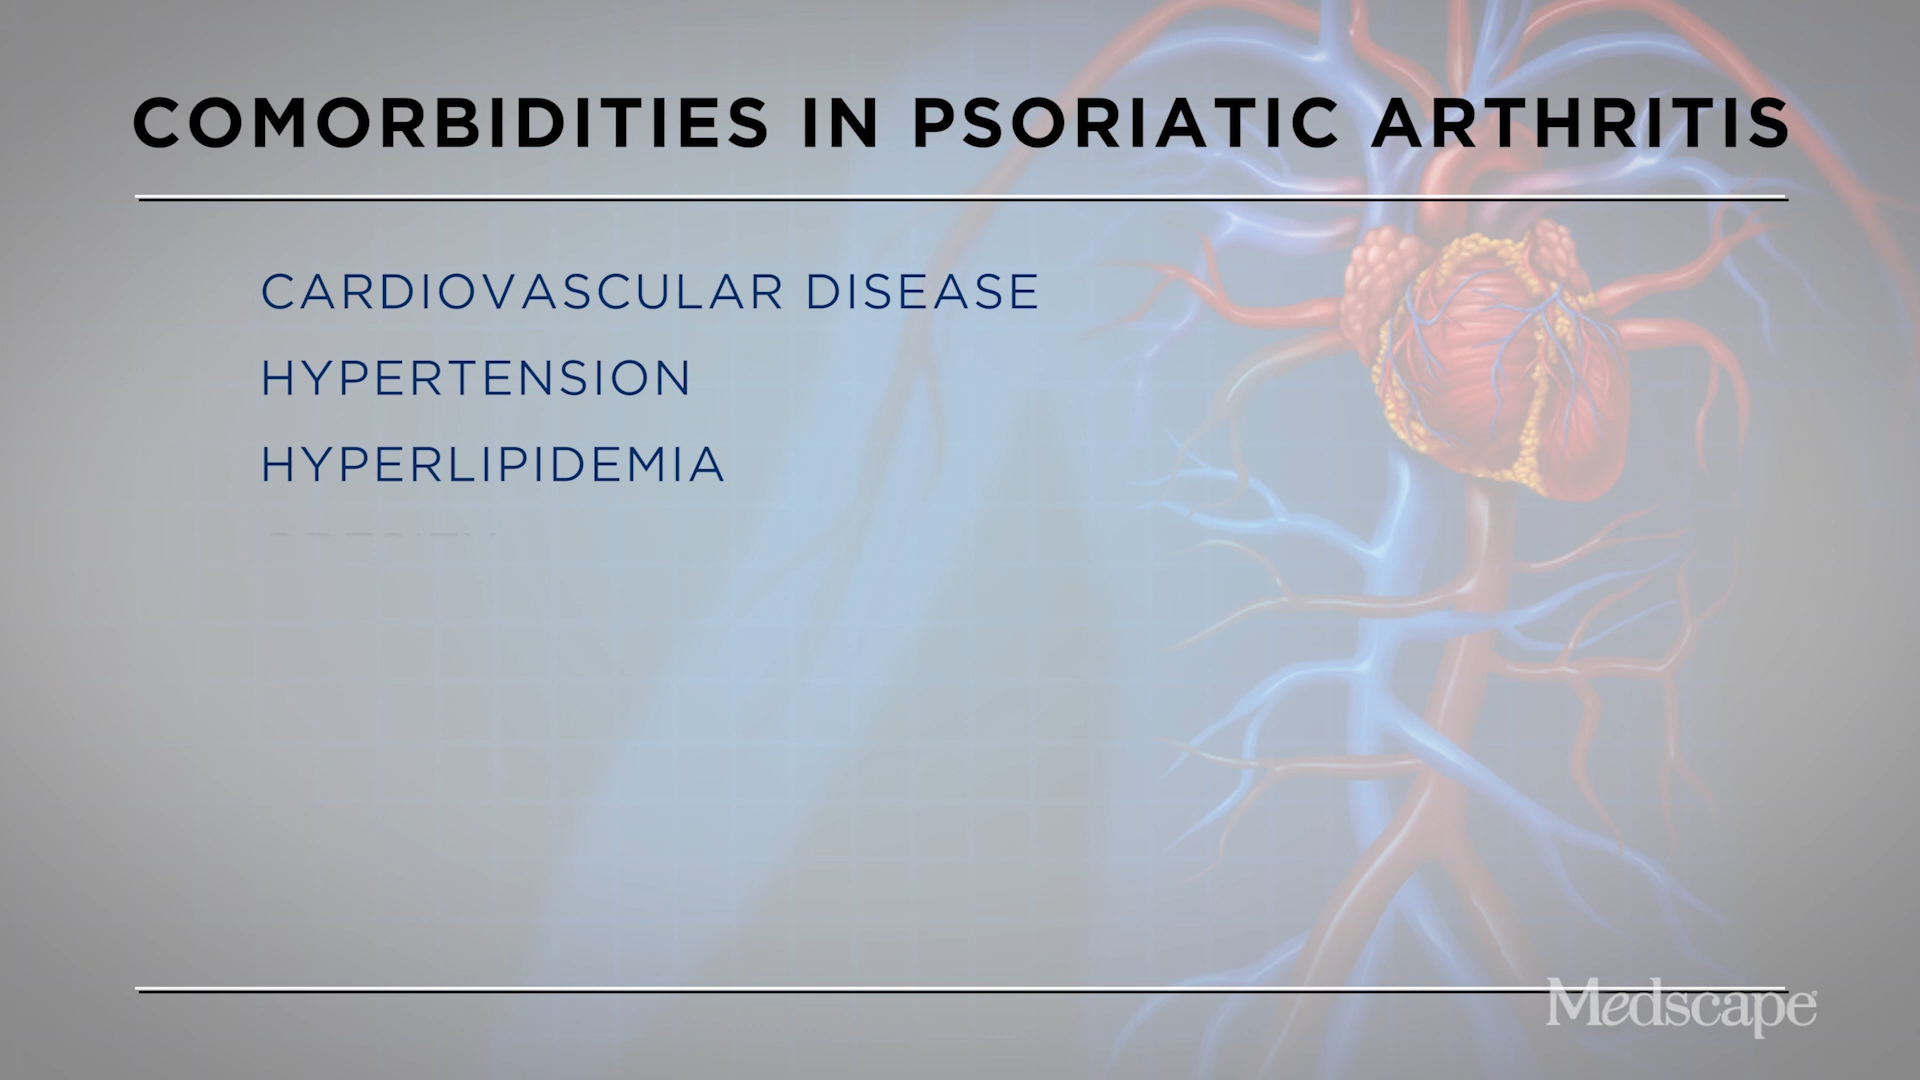 COMORBIDITIES IN PSORIATIC ARTHRITIS
CARDIOVASCULAR DISEASE
HYPERTENSION
HYPERLIPIDEMIA
Medscape